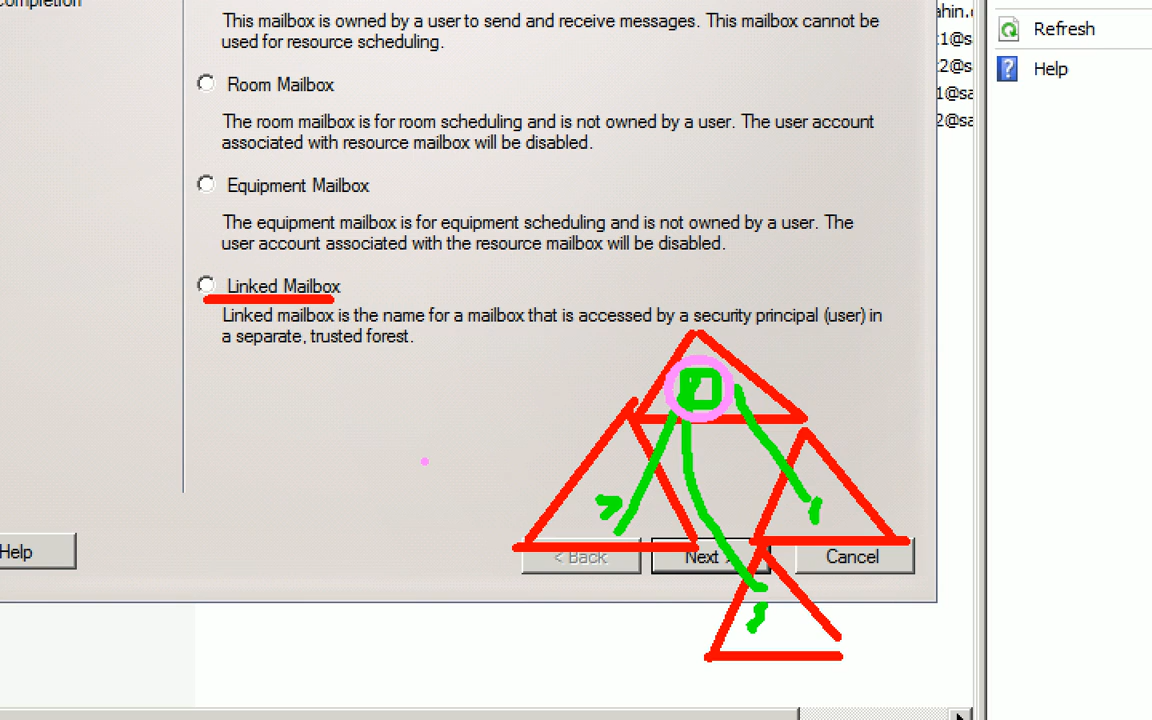 This mailbox is owned by a user to send and receive messages. This mailbox cannot be
used for resource scheduling.
Room Mailbox
The room mailbox is for room scheduling and is not owned by a user. The user account
associated with resource mailbox will be disabled.
Equipment Mailbox
The equipment mailbox is for equipment scheduling and is not owned by a user. The
user account associated with the resource mailbox will be disabled.
Linked Mailbox
Linked mailbox is the name for a mailbox that is accessed by a security principal (user) in
a separate, trusted forest.
Help
< Back
Next
Cancel
Refresh
Help